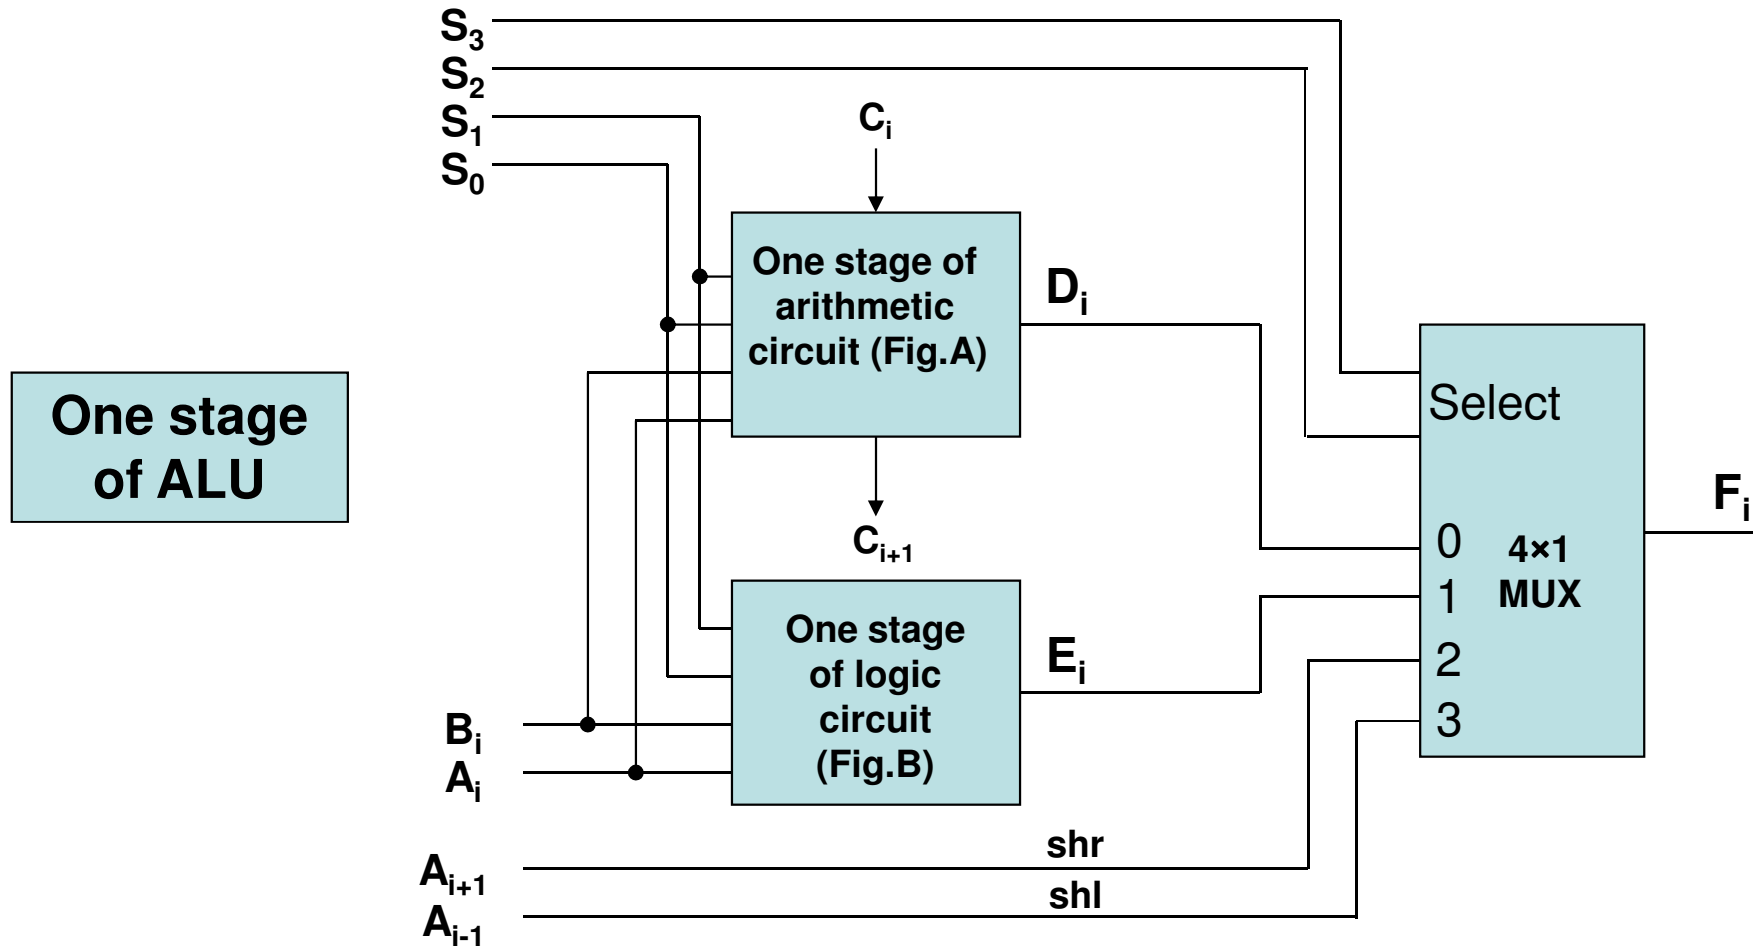 S₃
S₂
S₁
S₀
Cᵢ
One stage of
arithmetic
circuit (Fig.A)
Dᵢ
One stage
of ALU
Select
Cᵢ₊₁
0
1
2
3
4×1
MUX
Fᵢ
One stage
of logic
circuit
(Fig.B)
Eᵢ
Bᵢ
Aᵢ
Aᵢ₊₁
shr
Aᵢ₋₁
shl